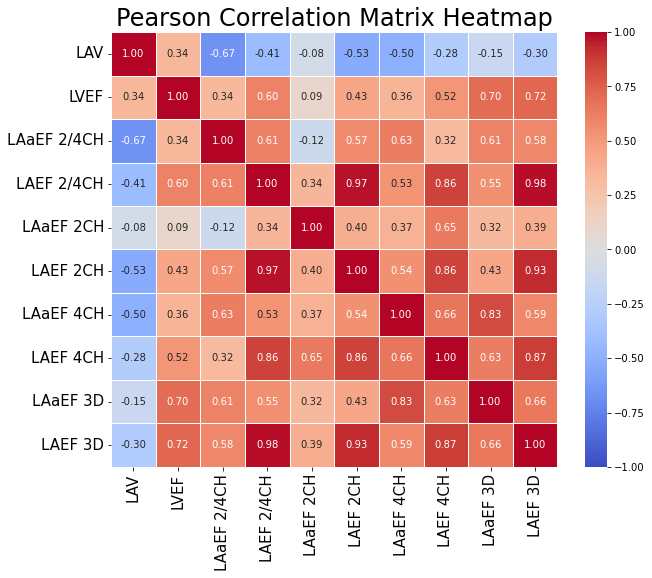 Pearson Correlation Matrix Heatmap
LAV 1.00 0.34 -0.67 -0.41 -0.08 -0.53 -0.50 -0.28 -0.15 -0.30
LVEF 0.34 1.00 0.34 0.60 0.09 0.43 0.36 0.52 0.70 0.72
LAaEF 2/4CH -0.67 0.34 1.00 0.61 -0.12 0.57 0.63 0.32 0.61 0.58
LAEF 2/4CH -0.41 0.60 0.61 1.00 0.34 0.97 0.53 0.86 0.55 0.98
LAaEF 2CH -0.08 0.09 -0.12 0.34 1.00 0.40 0.37 0.65 0.32 0.39
LAEF 2CH -0.53 0.43 0.57 0.97 0.40 1.00 0.54 0.86 0.43 0.93
LAaEF 4CH -0.50 0.36 0.63 0.53 0.37 0.54 1.00 0.66 0.83 0.59
LAEF 4CH -0.28 0.52 0.32 0.86 0.65 0.86 0.66 1.00 0.63 0.87
LAaEF 3D -0.15 0.70 0.61 0.55 0.32 0.43 0.83 0.63 1.00 0.66
LAEF 3D -0.30 0.72 0.58 0.98 0.39 0.93 0.59 0.87 0.66 1.00
LAV
LVEF
LAaEF 2/4CH
LAEF 2/4CH
LAaEF 2CH
LAEF 2CH
LAaEF 4CH
LAEF 4CH
LAaEF 3D
LAEF 3D
1.00
0.75
0.50
0.25
0.00
−0.25
−0.50
−0.75
−1.00